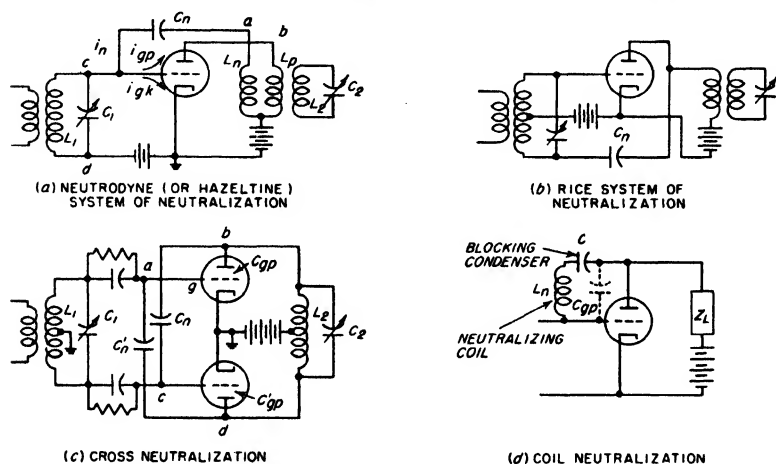 Cn
a
b
in
c
igp
igk
Ln
Lp
L1
C1
L2
C2
d
(a) NEUTRODYNE (OR HAZELTINE)
SYSTEM OF NEUTRALIZATION
Cn
(b) RICE SYSTEM OF
NEUTRALIZATION
b
a
Cgp
g
L1
C1
Cn
C'n
L2
C2
c
C'gp
d
(c) CROSS NEUTRALIZATION
BLOCKING
CONDENSER
c
Ln
Cgp
NEUTRALIZING
COIL
ZL
(d) COIL NEUTRALIZATION